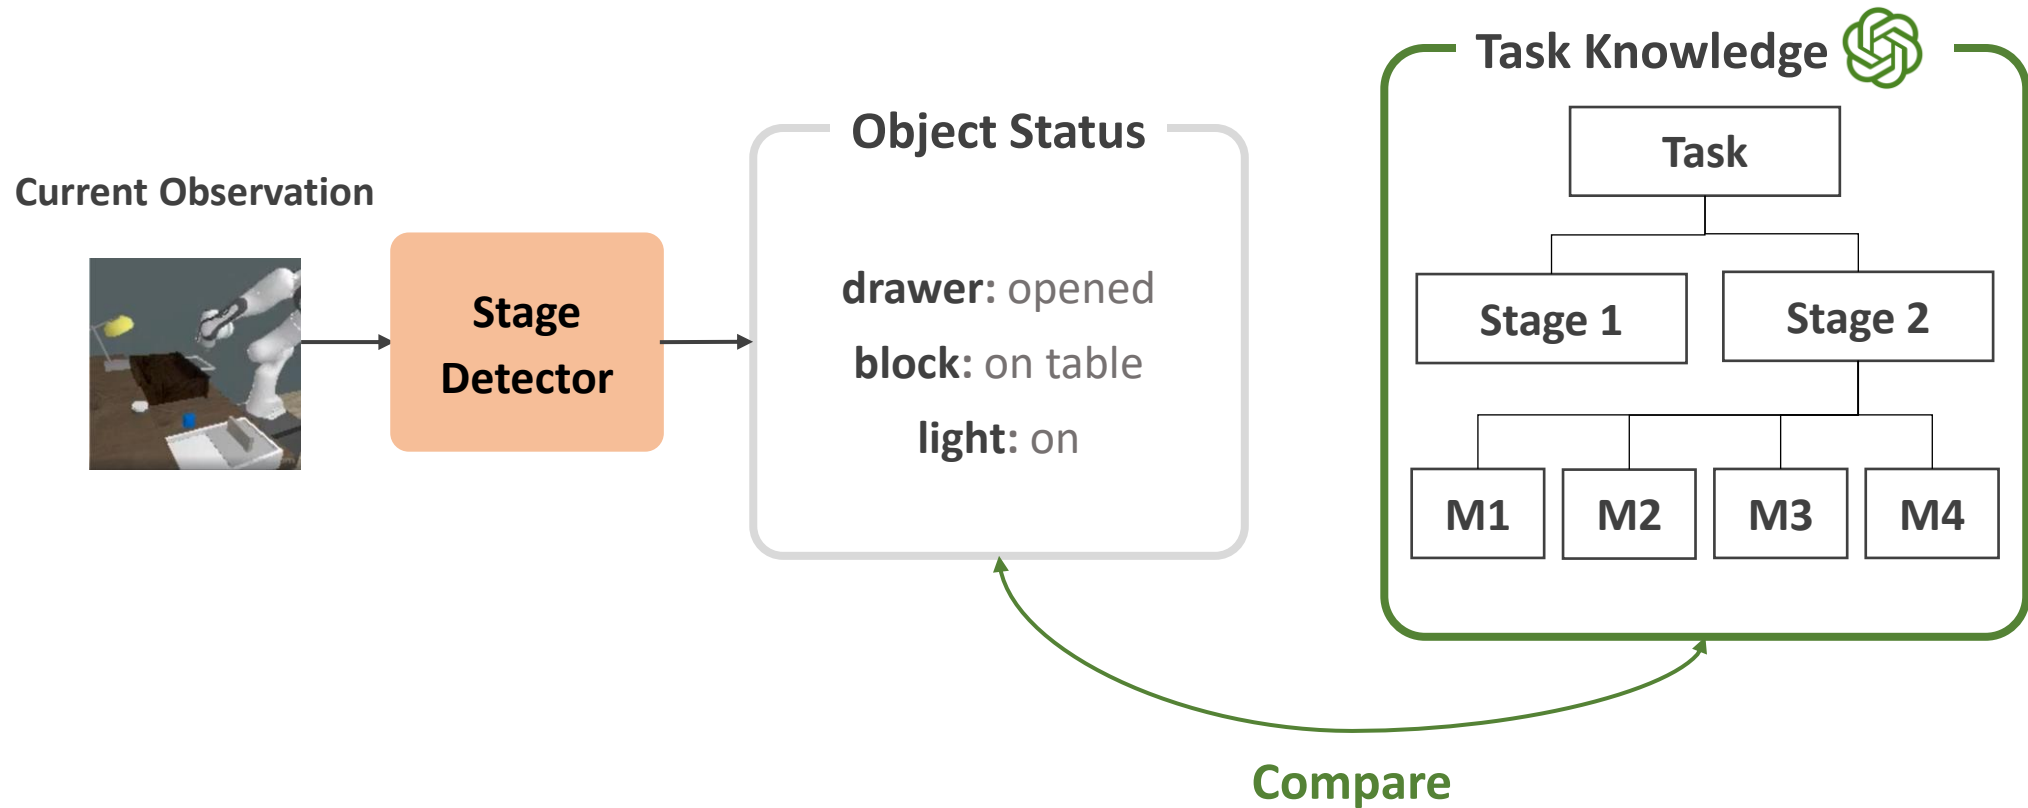 Current Observation
Stage
Detector
Object Status
drawer: opened
block: on table
light: on
Task Knowledge
Task
Stage 1
Stage 2
M1
M2
M3
M4
Compare